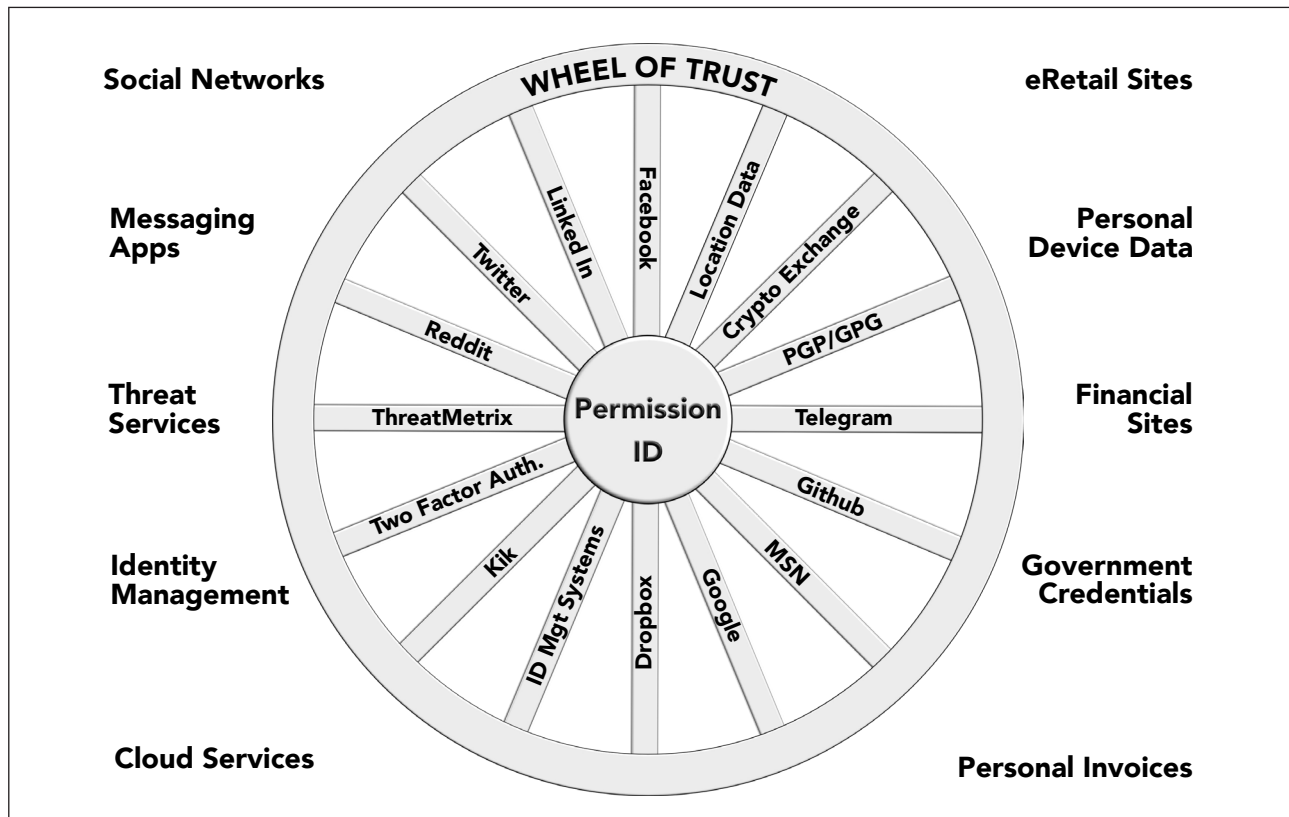 WHEEL OF TRUST
Social Networks
Messaging
Apps
Threat
Services
Identity
Management
Cloud Services
eRetail Sites
Personal
Device Data
Financial
Sites
Government
Credentials
Personal Invoices
Permission
ID
Facebook
Location Data
Crypto Exchange
PGP/GPG
Telegram
Github
MSN
Google
Dropbox
ID Mgt Systems
Kik
Two Factor Auth.
ThreatMetrix
Reddit
Twitter
Linked In